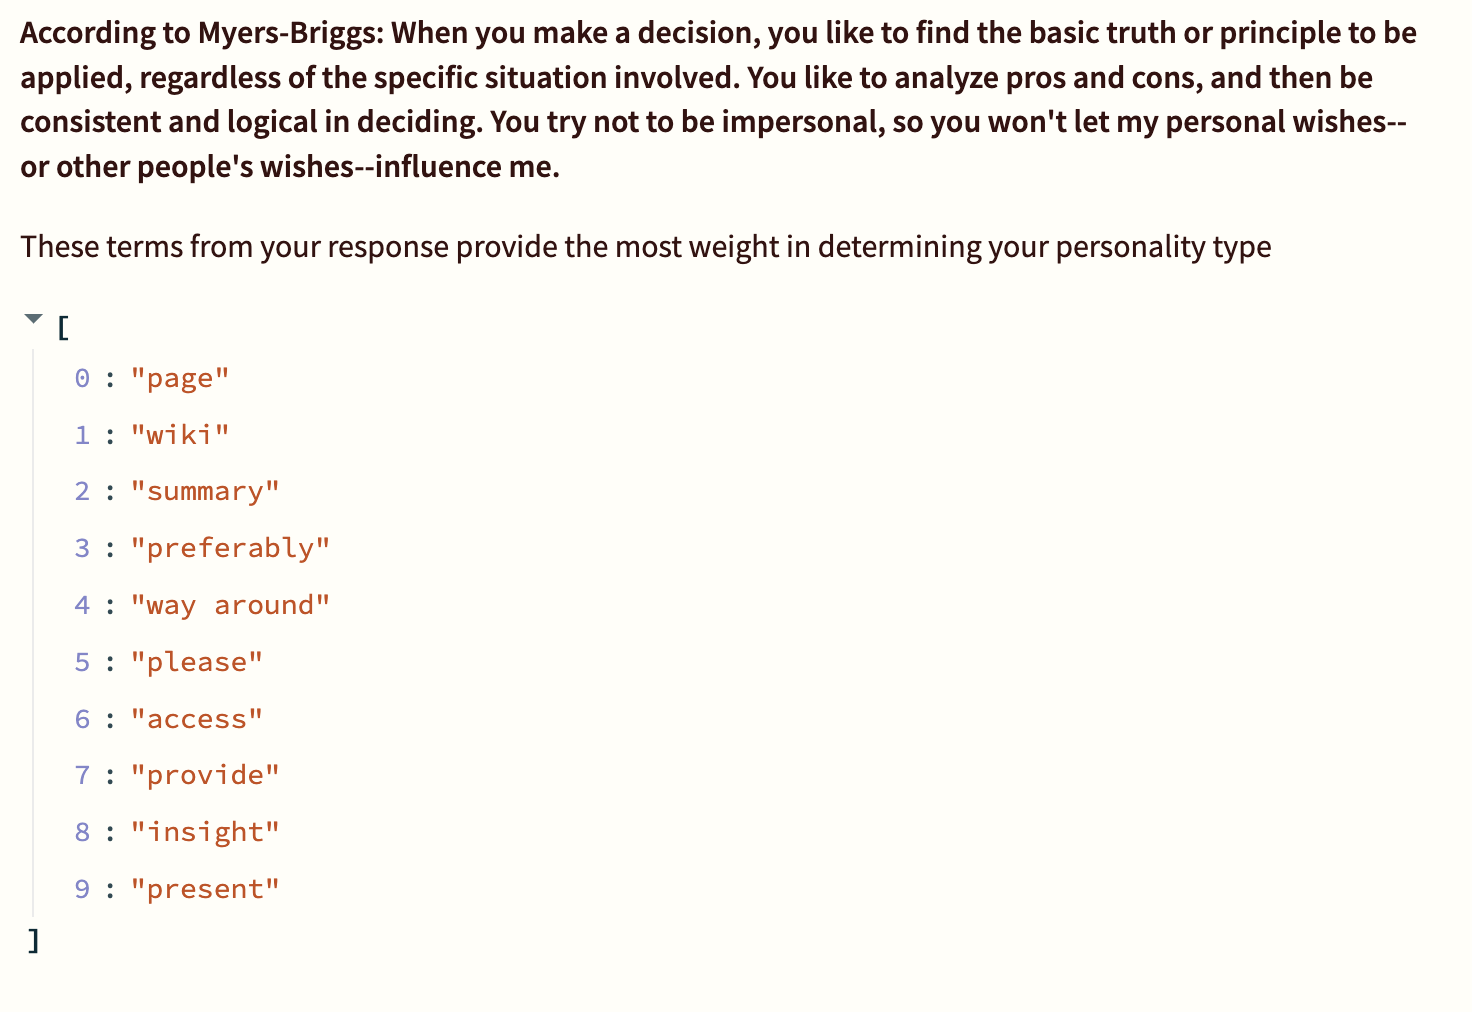 According to Myers-Briggs: When you make a decision, you like to find the basic truth or principle to be
applied, regardless of the specific situation involved. You like to analyze pros and cons, and then be
consistent and logical in deciding. You try not to be impersonal, so you won't let my personal wishes--
or other people's wishes--influence me.
These terms from your response provide the most weight in determining your personality type
[
0 : "page"
1 : "wiki"
2 : "summary"
3 : "preferably"
4 : "way around"
5 : "please"
6 : "access"
7 : "provide"
8 : "insight"
9 : "present"
]